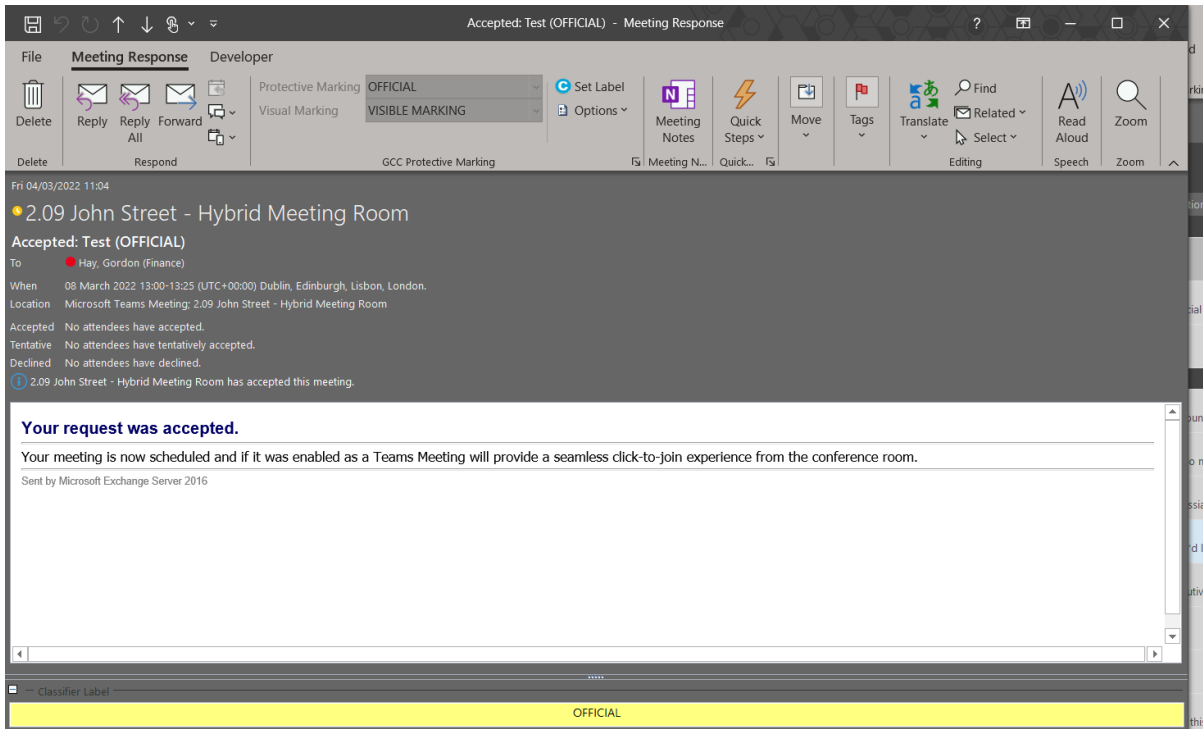 Accepted: Test (OFFICIAL) - Meeting Response
?
File Meeting Response Developer
Delete
Reply
Reply All
Forward
Protective Marking OFFICIAL
Visual Marking VISIBLE MARKING
Set Label
Options
Meeting Notes
Quick Steps
Move
Tags
Translate
Find
Related
Select
Read Aloud
Zoom
Delete Respond GCC Protective Marking Meeting N... Quick... Editing Speech Zoom
Fri 04/03/2022 11:04
2.09 John Street - Hybrid Meeting Room
Accepted: Test (OFFICIAL)
To Hay, Gordon (Finance)
When 08 March 2022 13:00-13:25 (UTC+00:00) Dublin, Edinburgh, Lisbon, London.
Location Microsoft Teams Meeting; 2.09 John Street - Hybrid Meeting Room
Accepted No attendees have accepted.
Tentative No attendees have tentatively accepted.
Declined No attendees have declined.
2.09 John Street - Hybrid Meeting Room has accepted this meeting.
Your request was accepted.
Your meeting is now scheduled and if it was enabled as a Teams Meeting will provide a seamless click-to-join experience from the conference room.
Sent by Microsoft Exchange Server 2016
Classifier Label
OFFICIAL